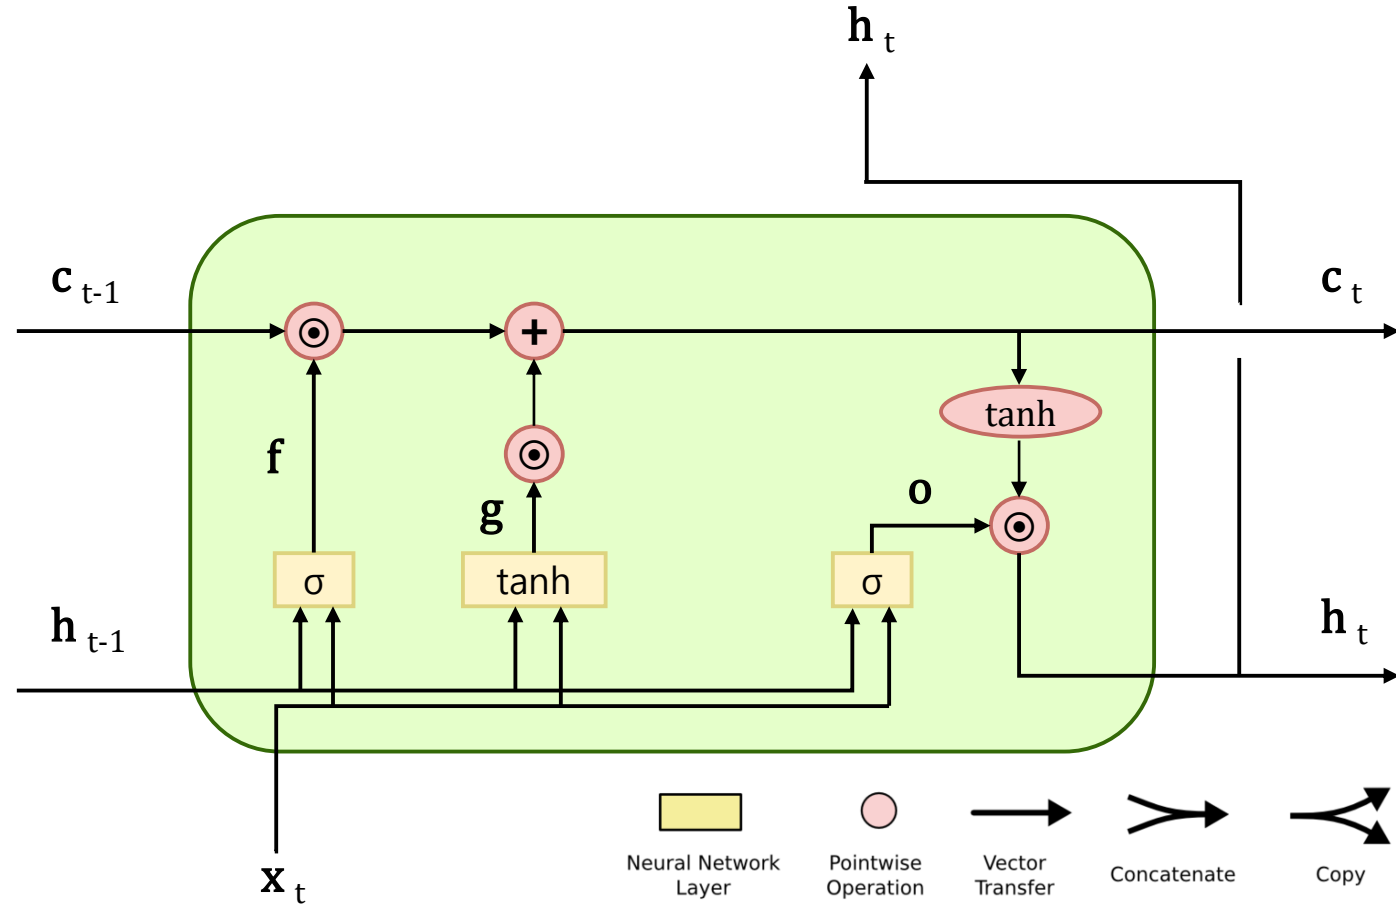 h t
c t-1
c t
⊙
+
tanh
f
⊙
o
g
⊙
σ
tanh
σ
h t-1
h t
x t
Neural Network
Layer
Pointwise
Operation
Vector
Transfer
Concatenate
Copy